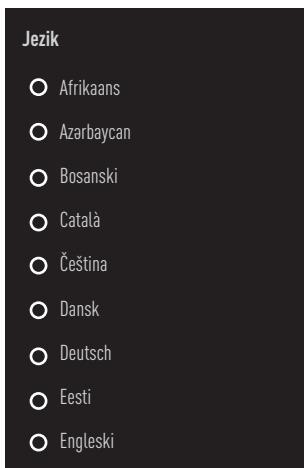 Jezik
Afrikaans
Azərbaycan
Bosanski
Català
Čeština
Dansk
Deutsch
Eesti
Engleski